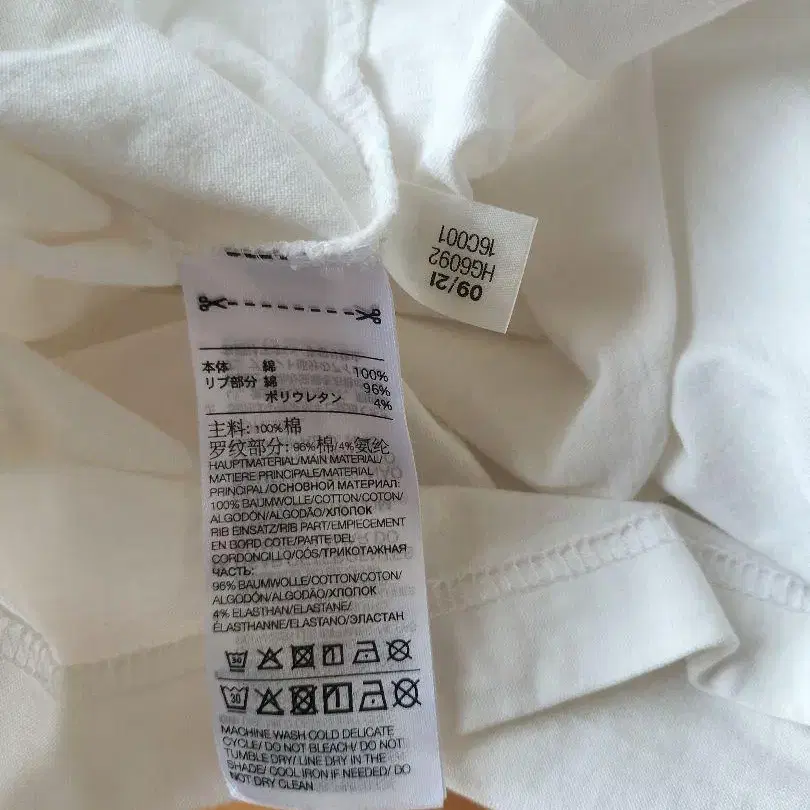 09/21
HG6092
16C001
本体 綿 100%
リブ部分 綿 96%
ポリウレタン 4%
主料: 100%棉
罗纹部分: 96%棉/4%氨纶
HAUPTMATERIAL/MAIN MATERIAL/
MATIERE PRINCIPALE/MATERIAL
PRINCIPAL/ОСНОВНОЙ МАТЕРИАЛ:
100% BAUMWOLLE/COTTON/COTON/
ALGODÓN/ALGODÃO/ХЛОПОК
RIB EINSATZ/RIB PART/EMPIECEMENT
EN BORD COTE/PARTE DEL
CORDONCILLO/CÓS/ТРИКОТАЖНАЯ
ЧАСТЬ:
96% BAUMWOLLE/COTTON/COTON/
ALGODÓN/ALGODÃO/ХЛОПОК
4% ELASTHAN/ELASTANE/
ÉLASTHANNE/ELASTANO/ЭЛАСТАН
30
30
MACHINE WASH COLD DELICATE
CYCLE/ DO NOT BLEACH/ DO NOT
TUMBLE DRY/ LINE DRY IN THE
SHADE/ COOL IRON IF NEEDED/ DO
NOT DRY CLEAN